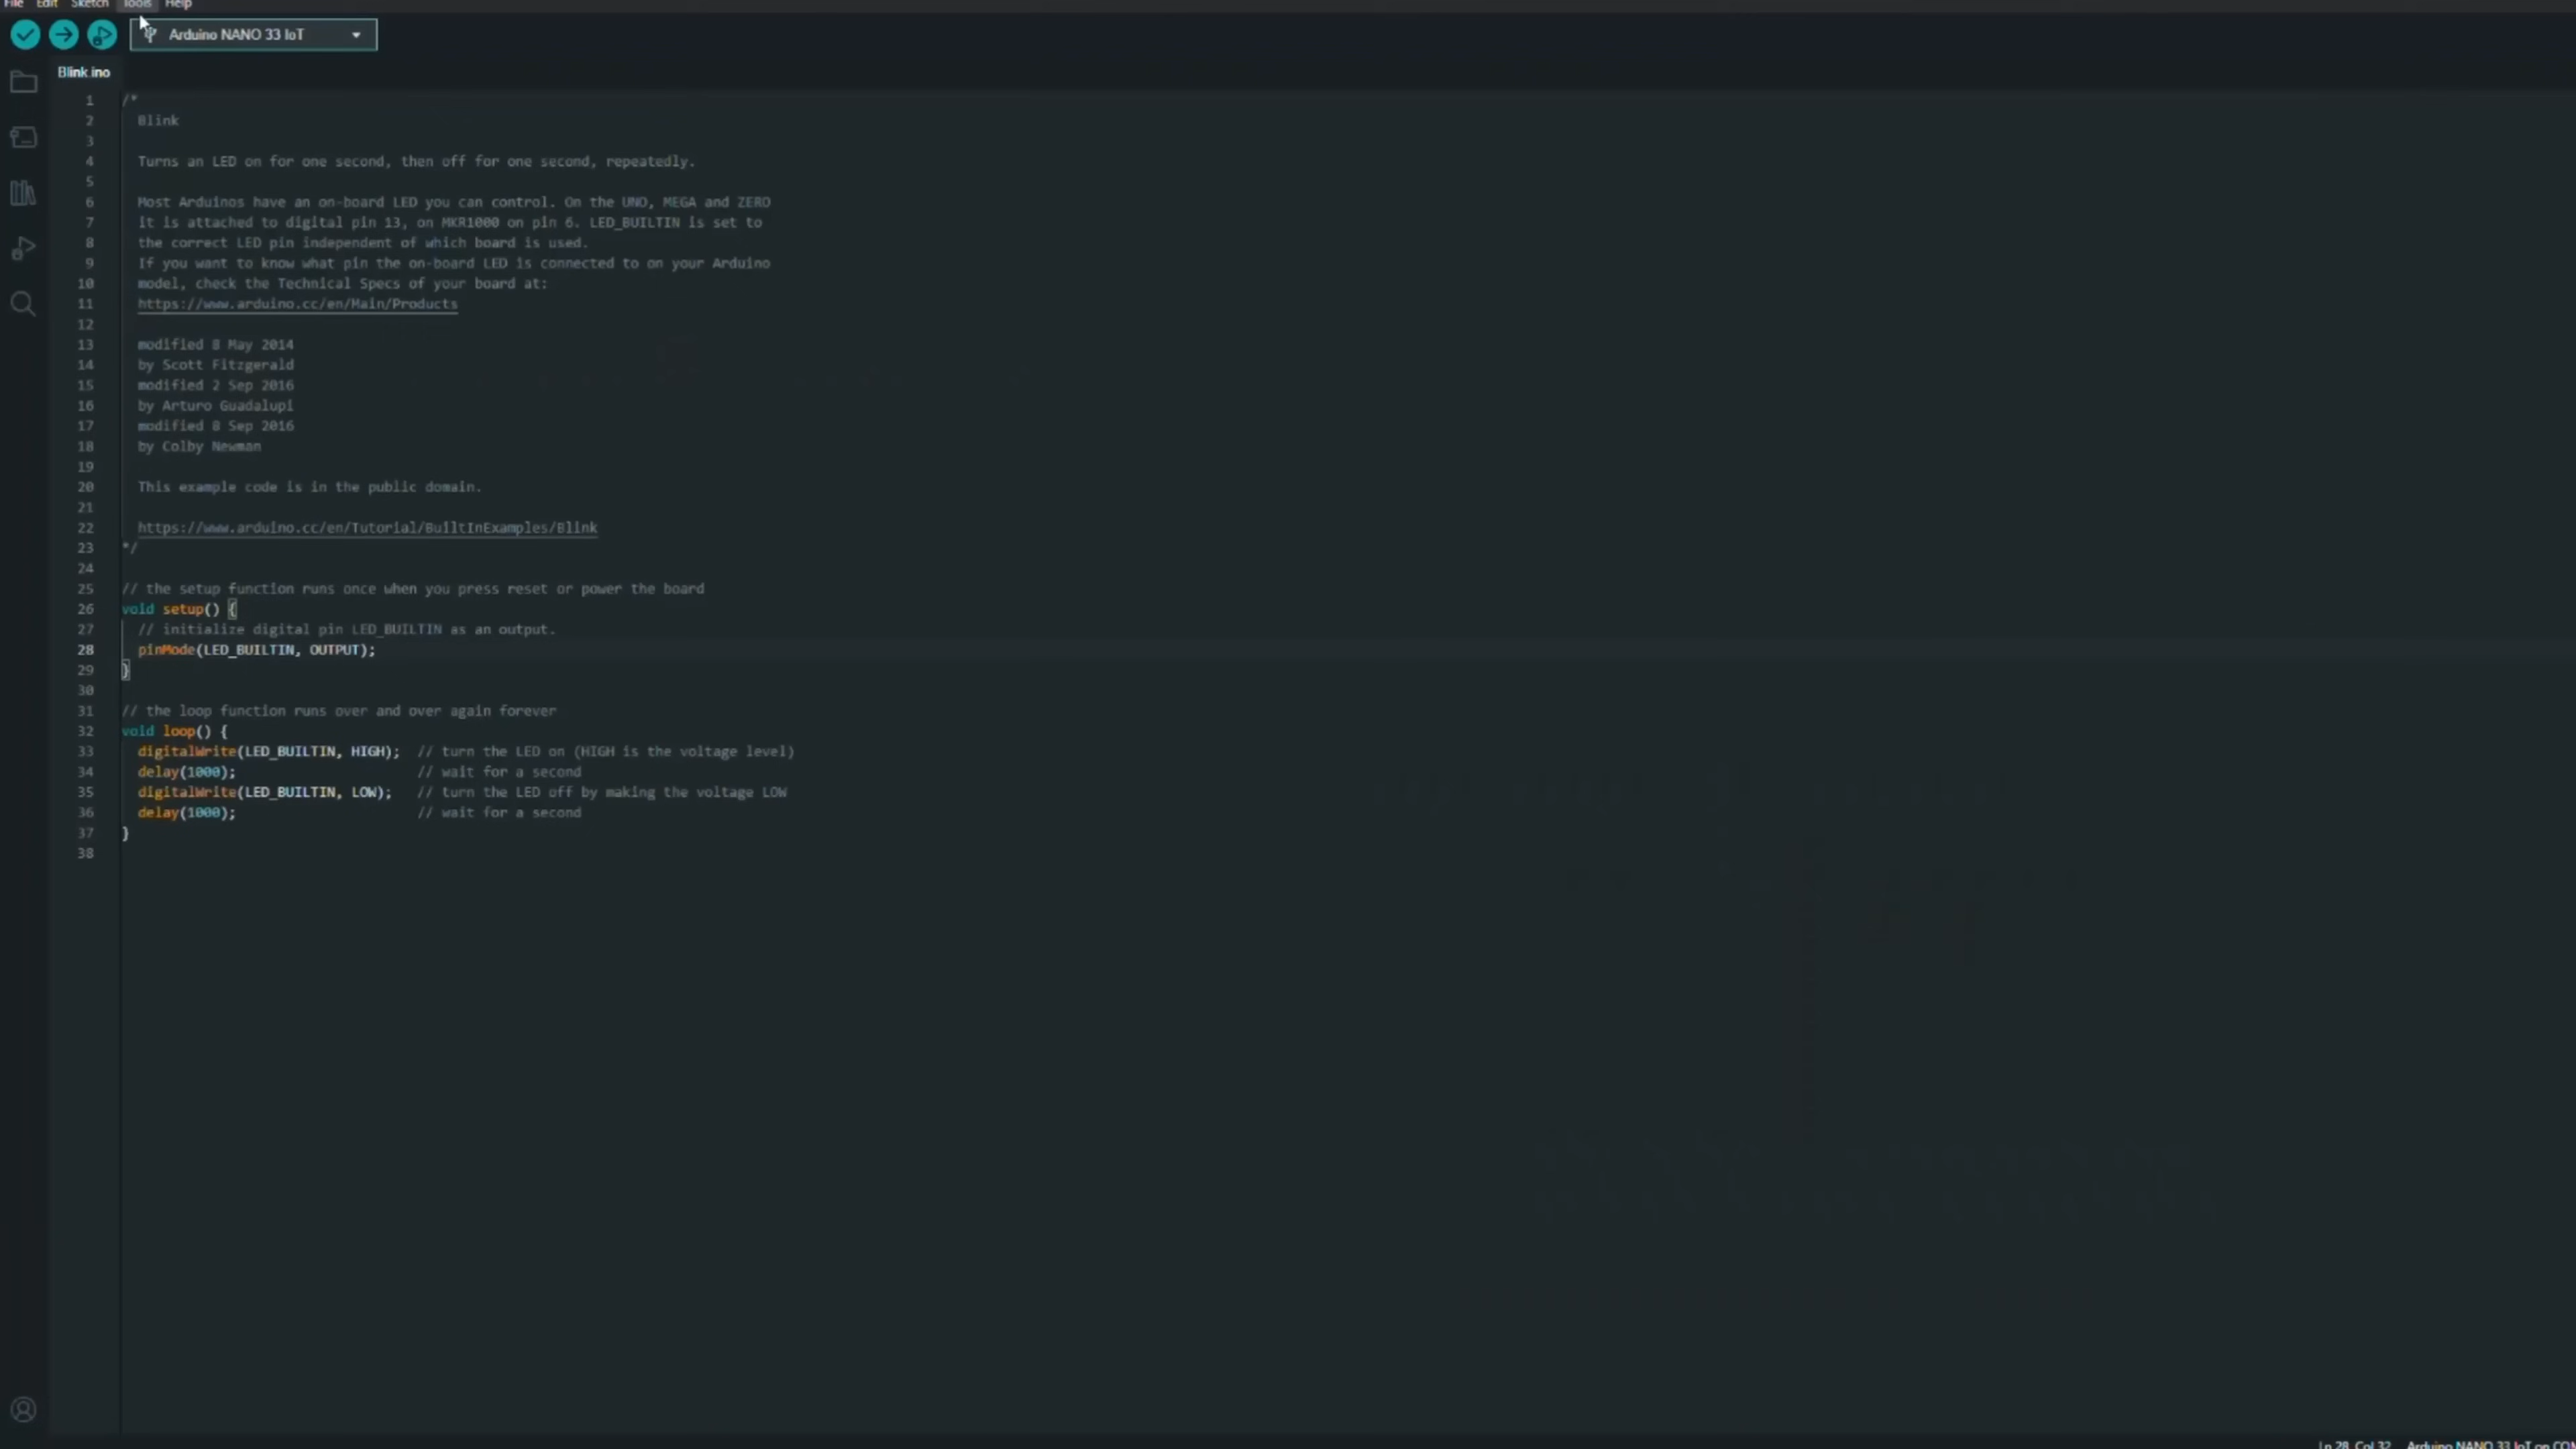 File Edit Sketch Tools Help
Arduino NANO 33 IoT
Blink.ino
1 /*
2 Blink
3
4 Turns an LED on for one second, then off for one second, repeatedly.
5
6 Most Arduinos have an on-board LED you can control. On the UNO, MEGA and ZERO
7 it is attached to digital pin 13, on MKR1000 on pin 6. LED_BUILTIN is set to
8 the correct LED pin independent of which board is used.
9 If you want to know what pin the on-board LED is connected to on your Arduino
10 model, check the Technical Specs of your board at:
11 https://www.arduino.cc/en/Main/Products
12
13 modified 8 May 2014
14 by Scott Fitzgerald
15 modified 2 Sep 2016
16 by Arturo Guadalupi
17 modified 8 Sep 2016
18 by Colby Newman
19
20 This example code is in the public domain.
21
22 https://www.arduino.cc/en/Tutorial/BuiltInExamples/Blink
23 */
24
25 // the setup function runs once when you press reset or power the board
26 void setup() {
27 // initialize digital pin LED_BUILTIN as an output.
28 pinMode(LED_BUILTIN, OUTPUT);
29 }
30
31 // the loop function runs over and over again forever
32 void loop() {
33 digitalWrite(LED_BUILTIN, HIGH); // turn the LED on (HIGH is the voltage level)
34 delay(1000); // wait for a second
35 digitalWrite(LED_BUILTIN, LOW); // turn the LED off by making the voltage LOW
36 delay(1000); // wait for a second
37 }
38
Ln 28, Col 32 Arduino NANO 33 IoT on